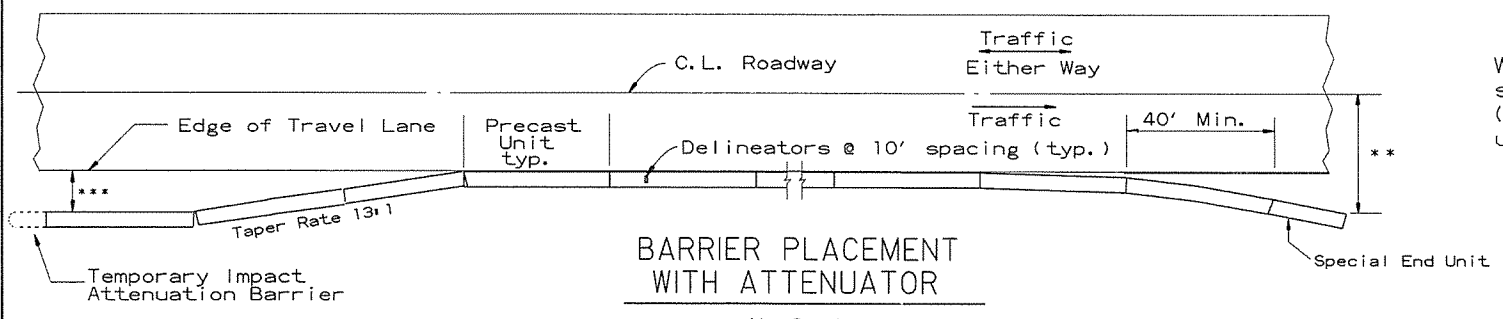 Traffic
Either Way
C.L. Roadway
Traffic
40' Min.
**
Edge of Travel Lane
Precast
Unit
typ.
Delineators @ 10' spacing (typ.)
***
Taper Rate 13:1
BARRIER PLACEMENT
WITH ATTENUATOR
Special End Unit
Temporary Impact
Attenuation Barrier